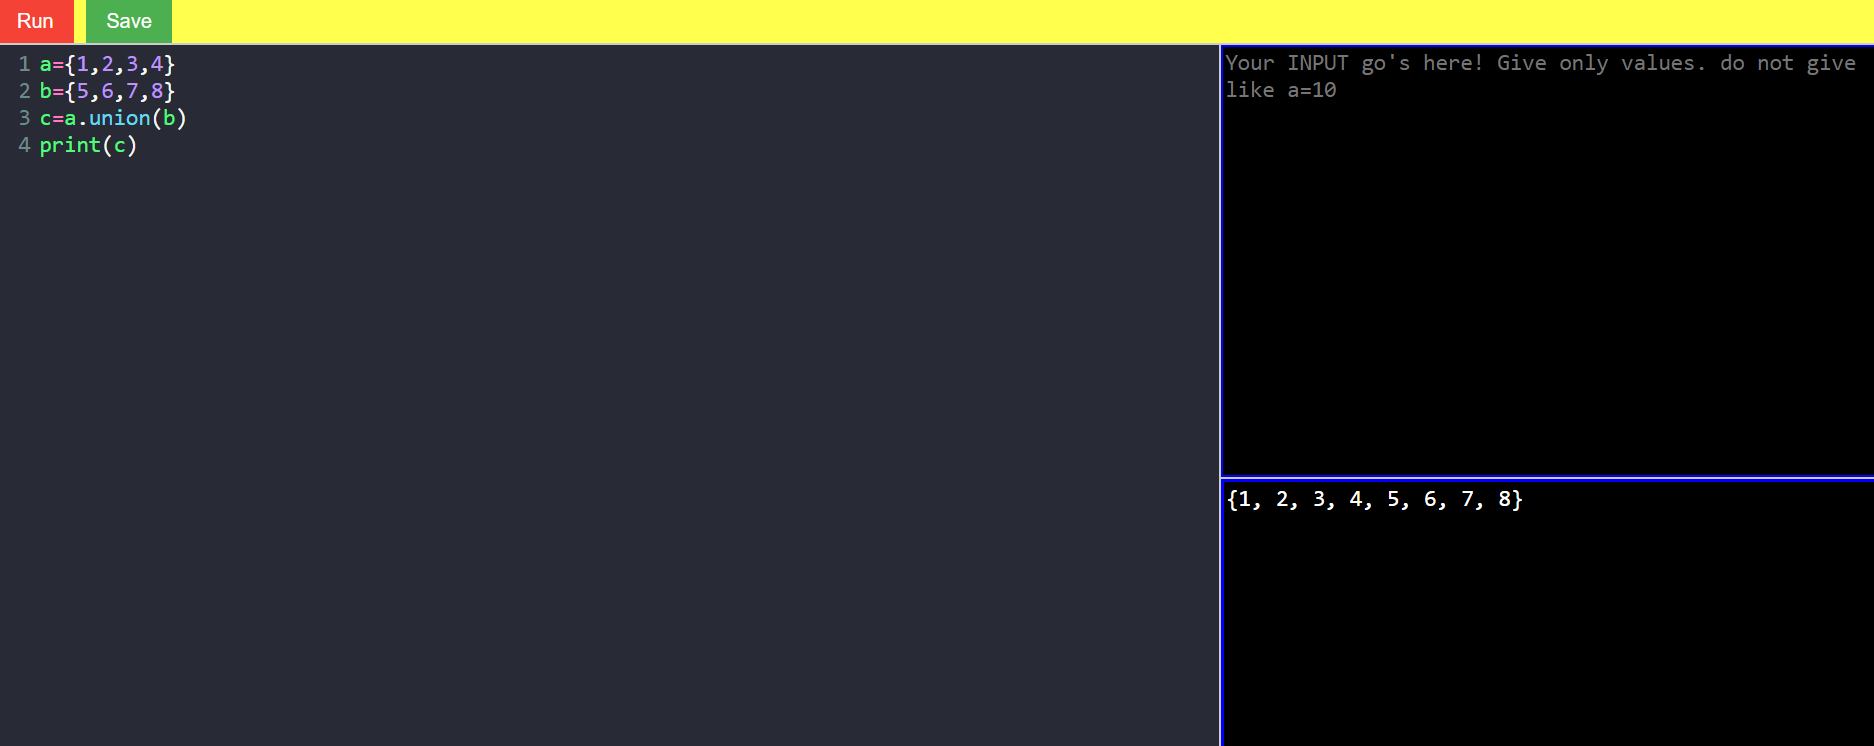 Run Save
1 a={1,2,3,4}
2 b={5,6,7,8}
3 c=a.union(b)
4 print(c)
Your INPUT go's here! Give only values. do not give
like a=10
{1, 2, 3, 4, 5, 6, 7, 8}